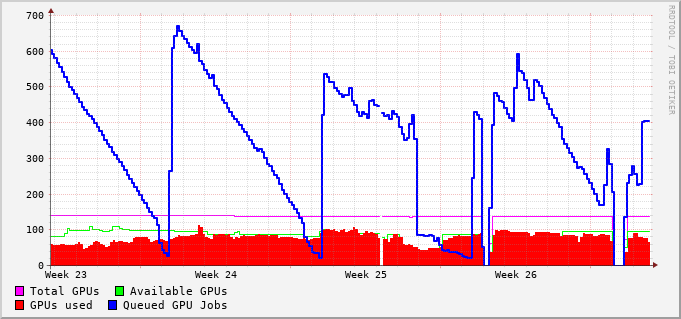 700
600
500
400
300
200
100
0
Week 23 Week 24 Week 25 Week 26
Total GPUs Available GPUs
GPUs used Queued GPU Jobs
RRDTOOL / TOBI OETIKER